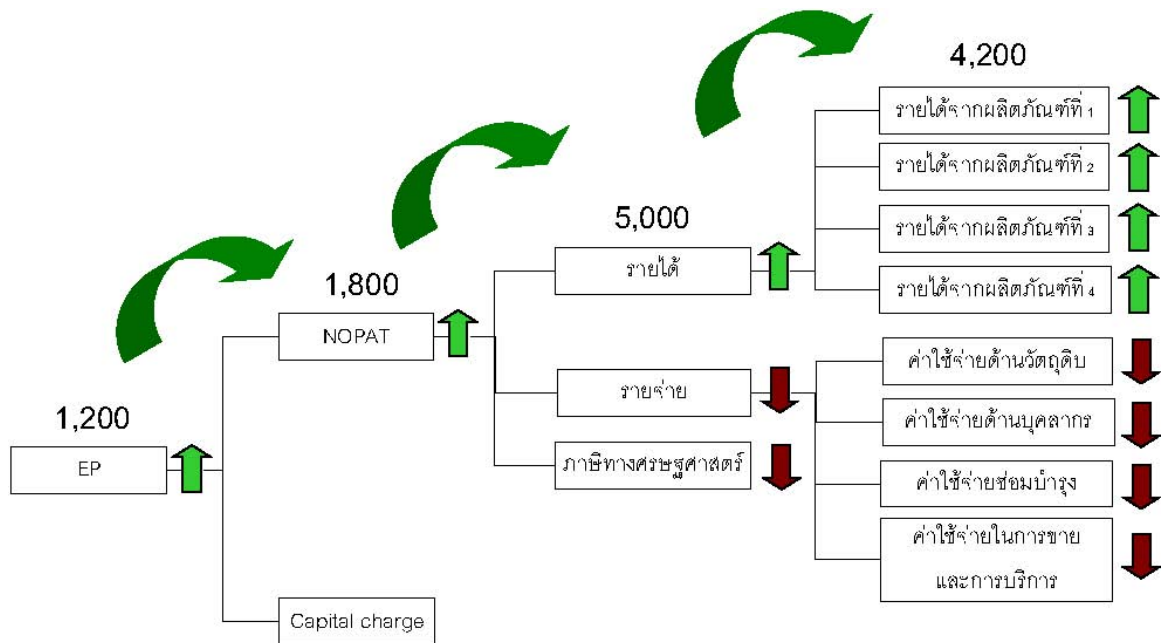 4,200
รายได้จากผลิตภัณฑ์ที่ 1
รายได้จากผลิตภัณฑ์ที่ 2
รายได้จากผลิตภัณฑ์ที่ 3
รายได้จากผลิตภัณฑ์ที่ 4
5,000
รายได้
1,800
NOPAT
ค่าใช้จ่ายด้านวัตถุดิบ
รายจ่าย
ค่าใช้จ่ายด้านบุคลากร
1,200
EP
ภาษีทางเศรษฐศาสตร์
ค่าใช้จ่ายซ่อมบำรุง
ค่าใช้จ่ายในการขาย
และการบริการ
Capital charge